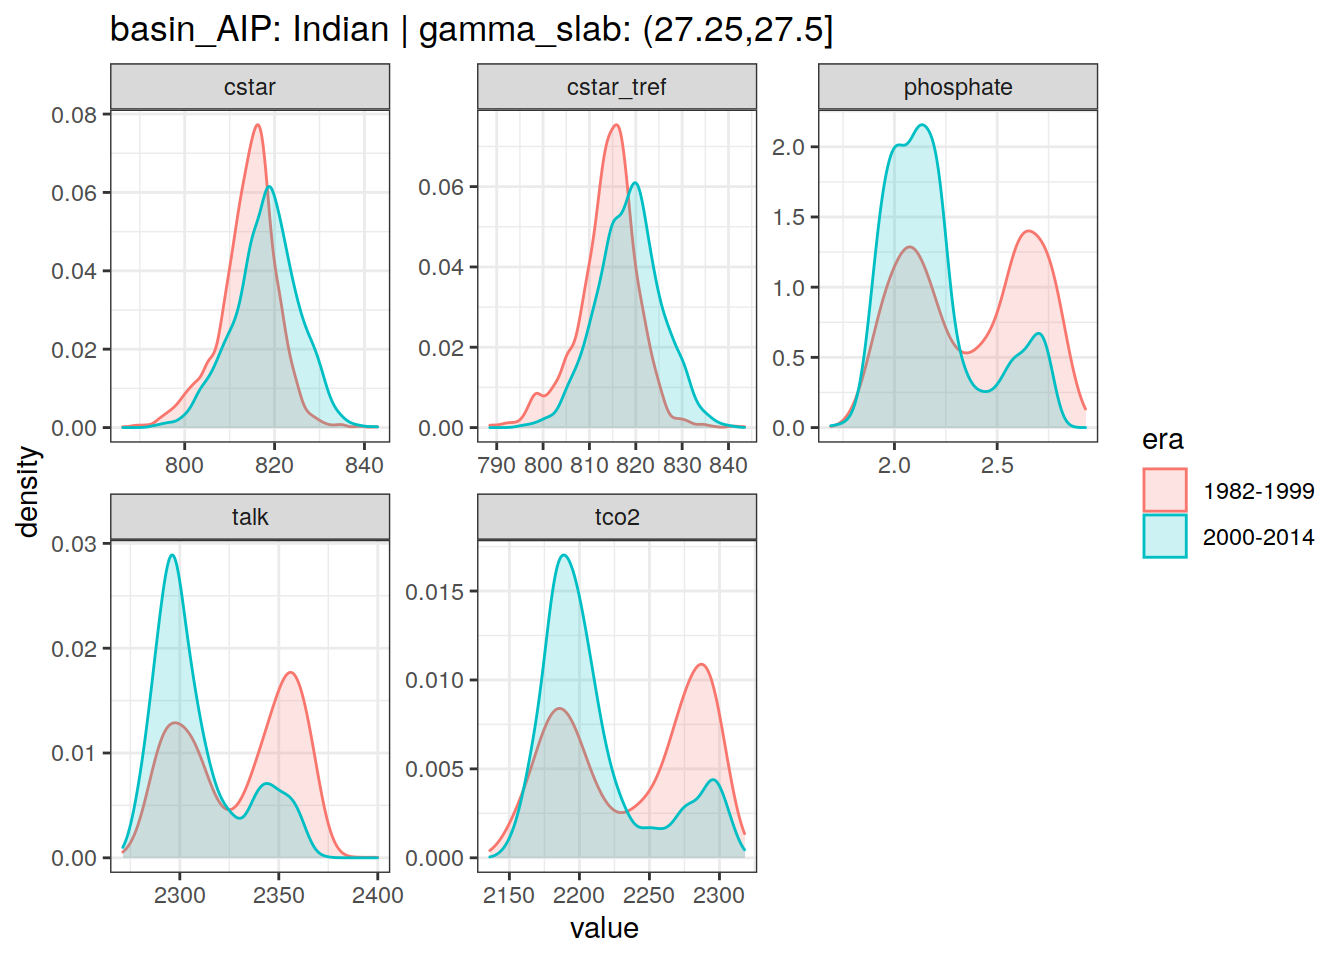 basin_AIP: Indian | gamma_slab: (27.25,27.5]
cstar
cstar_tref
phosphate
0.08
0.06
0.04
0.02
0.00
800 820 840
0.06
0.04
0.02
0.00
790 800 810 820 830 840
2.0
1.5
1.0
0.5
0.0
2.0 2.5
talk
tco2
0.03
0.02
0.01
0.00
2300 2350 2400
0.015
0.010
0.005
0.000
2150 2200 2250 2300
density
value
era
1982-1999
2000-2014